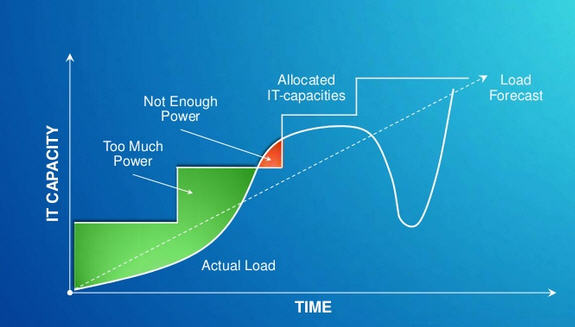 Allocated
IT-capacities
Load
Forecast
Not Enough
Power
Too Much
Power
IT CAPACITY
Actual Load
TIME